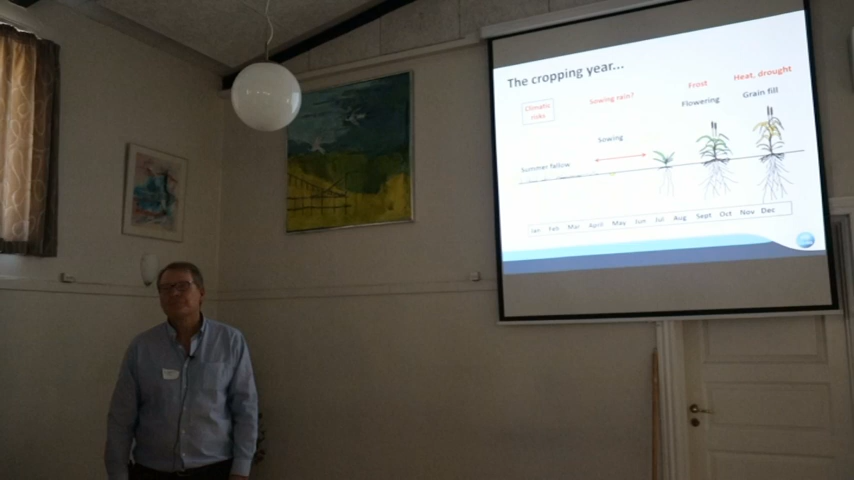 The cropping year...
Climatic risks
Sowing rain?
Frost
Heat, drought
Flowering
Grain fill
Sowing
Summer fallow
Jan Feb Mar April May Jun Jul Aug Sept Oct Nov Dec